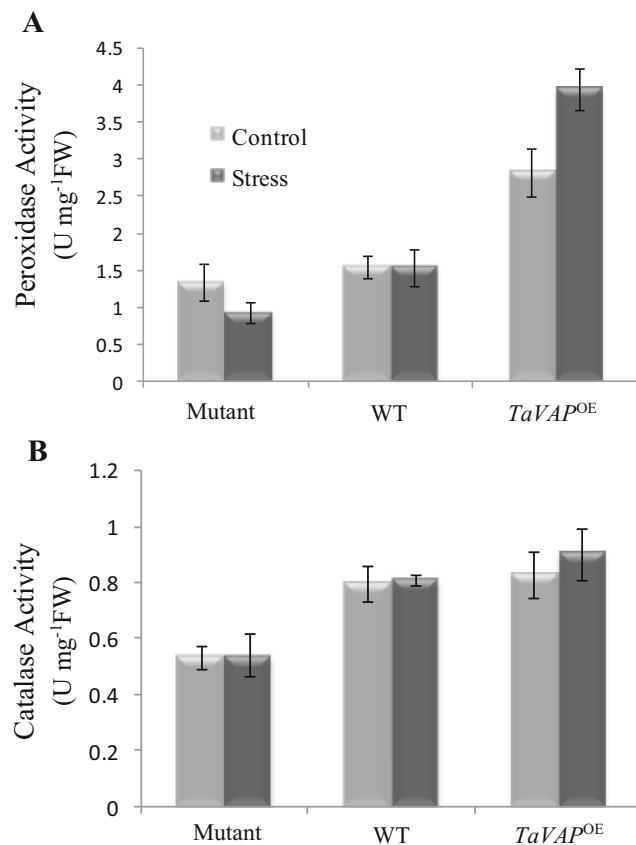 A
Peroxidase Activity
(U mg⁻¹FW)
4.5
4
3.5
3
2.5
2
1.5
1
0.5
0
Control
Stress
Mutant WT TaVAPᴼᴱ
B
Catalase Activity
(U mg⁻¹FW)
1.2
1
0.8
0.6
0.4
0.2
0
Mutant WT TaVAPᴼᴱ